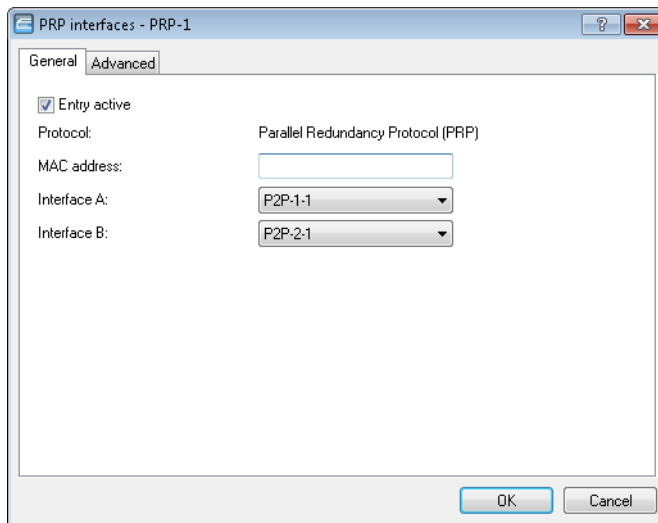 PRP interfaces - PRP-1
?
General Advanced
Entry active
Protocol: Parallel Redundancy Protocol (PRP)
MAC address:
Interface A: P2P-1-1
Interface B: P2P-2-1
OK Cancel